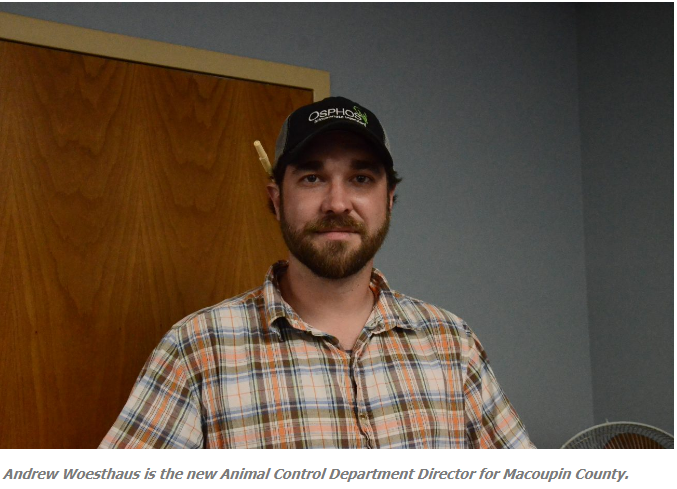 OSPHOS
Andrew Woesthaus is the new Animal Control Department Director for Macoupin County.